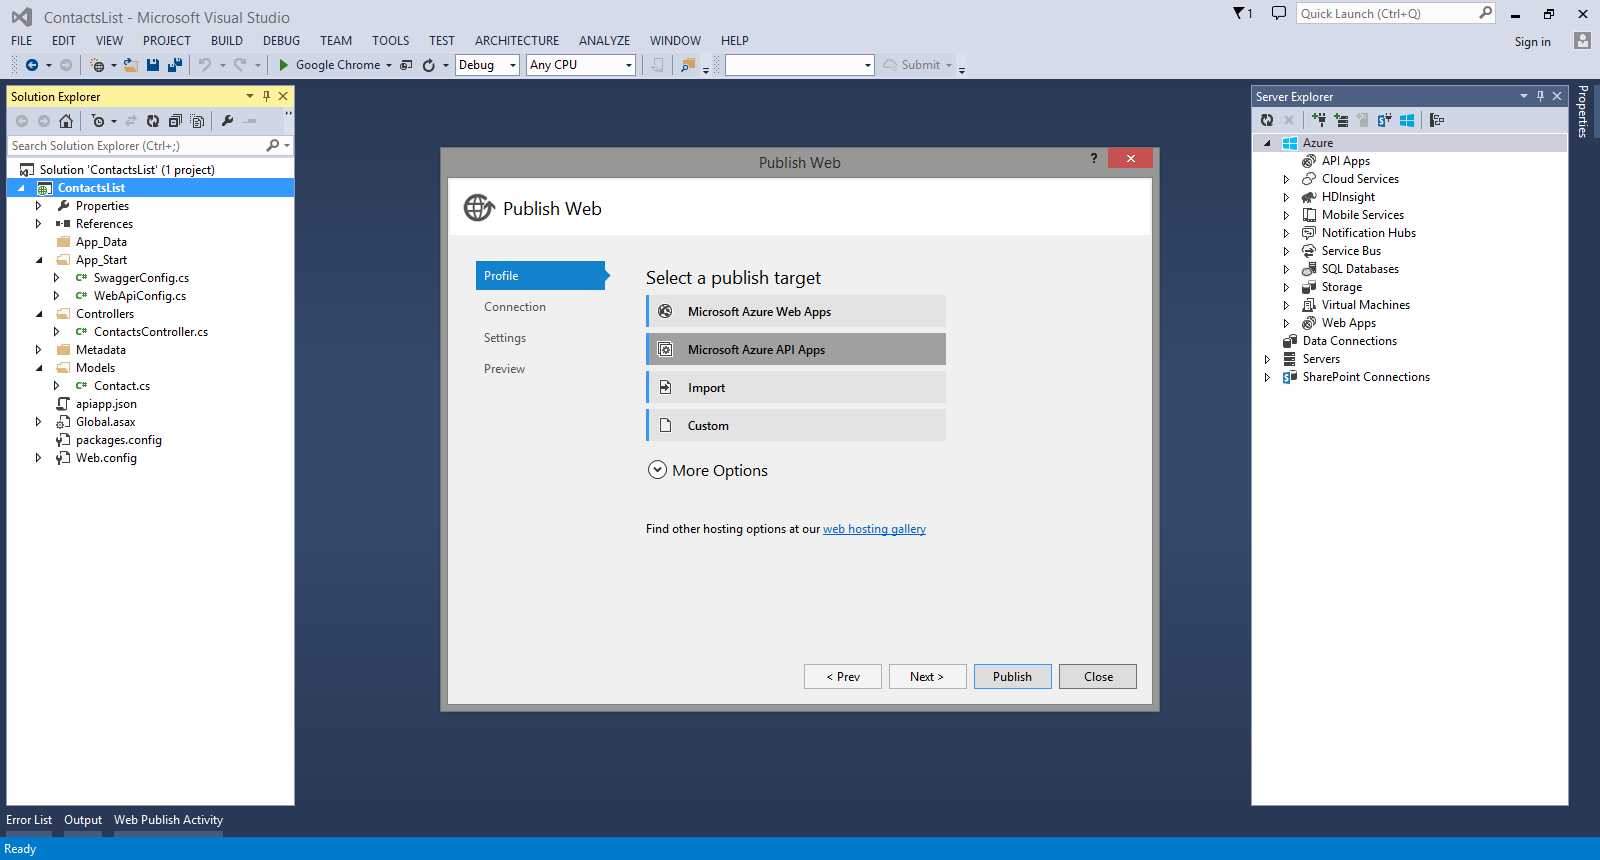 ContactsList - Microsoft Visual Studio
1
Quick Launch (Ctrl+Q)
FILE EDIT VIEW PROJECT BUILD DEBUG TEAM TOOLS TEST ARCHITECTURE ANALYZE WINDOW HELP
Sign in
Google Chrome Debug Any CPU Submit
Solution Explorer
Search Solution Explorer (Ctrl+;)
Solution 'ContactsList' (1 project)
ContactsList
Properties
References
App_Data
App_Start
C# SwaggerConfig.cs
C# WebApiConfig.cs
Controllers
C# ContactsController.cs
Metadata
Models
C# Contact.cs
apiapp.json
Global.asax
packages.config
Web.config
Publish Web
?
Publish Web
Profile
Connection
Settings
Preview
Select a publish target
Microsoft Azure Web Apps
Microsoft Azure API Apps
Import
Custom
More Options
Find other hosting options at our web hosting gallery
< Prev Next > Publish Close
Server Explorer
Azure
API Apps
Cloud Services
HDInsight
Mobile Services
Notification Hubs
Service Bus
SQL Databases
Storage
Virtual Machines
Web Apps
Data Connections
Servers
SharePoint Connections
Properties
Error List Output Web Publish Activity
Ready